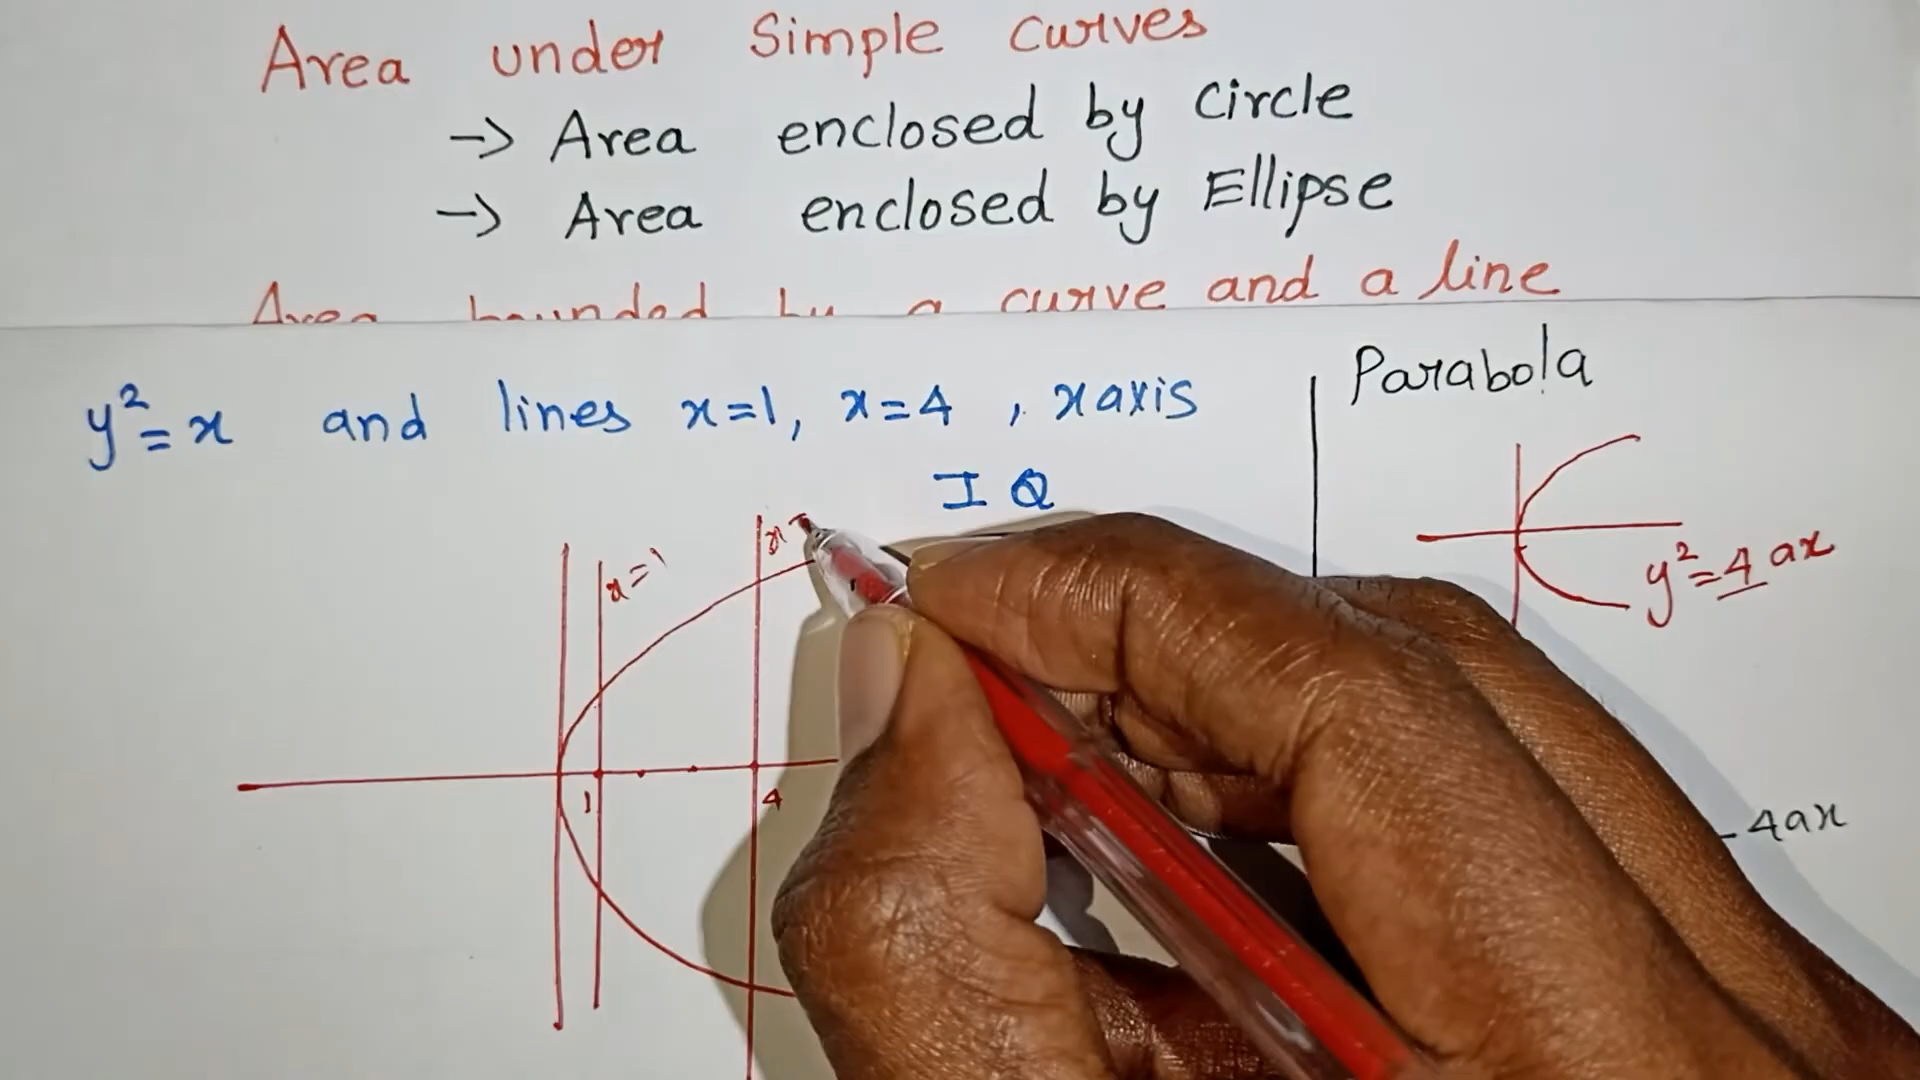 Area under Simple curves
-> Area enclosed by Circle
-> Area enclosed by Ellipse
Area bounded by a curve and a line
y²=x and lines x=1, x=4, x axis
I Q
Parabola
y²=4ax
x=1
x
1
4
4ax